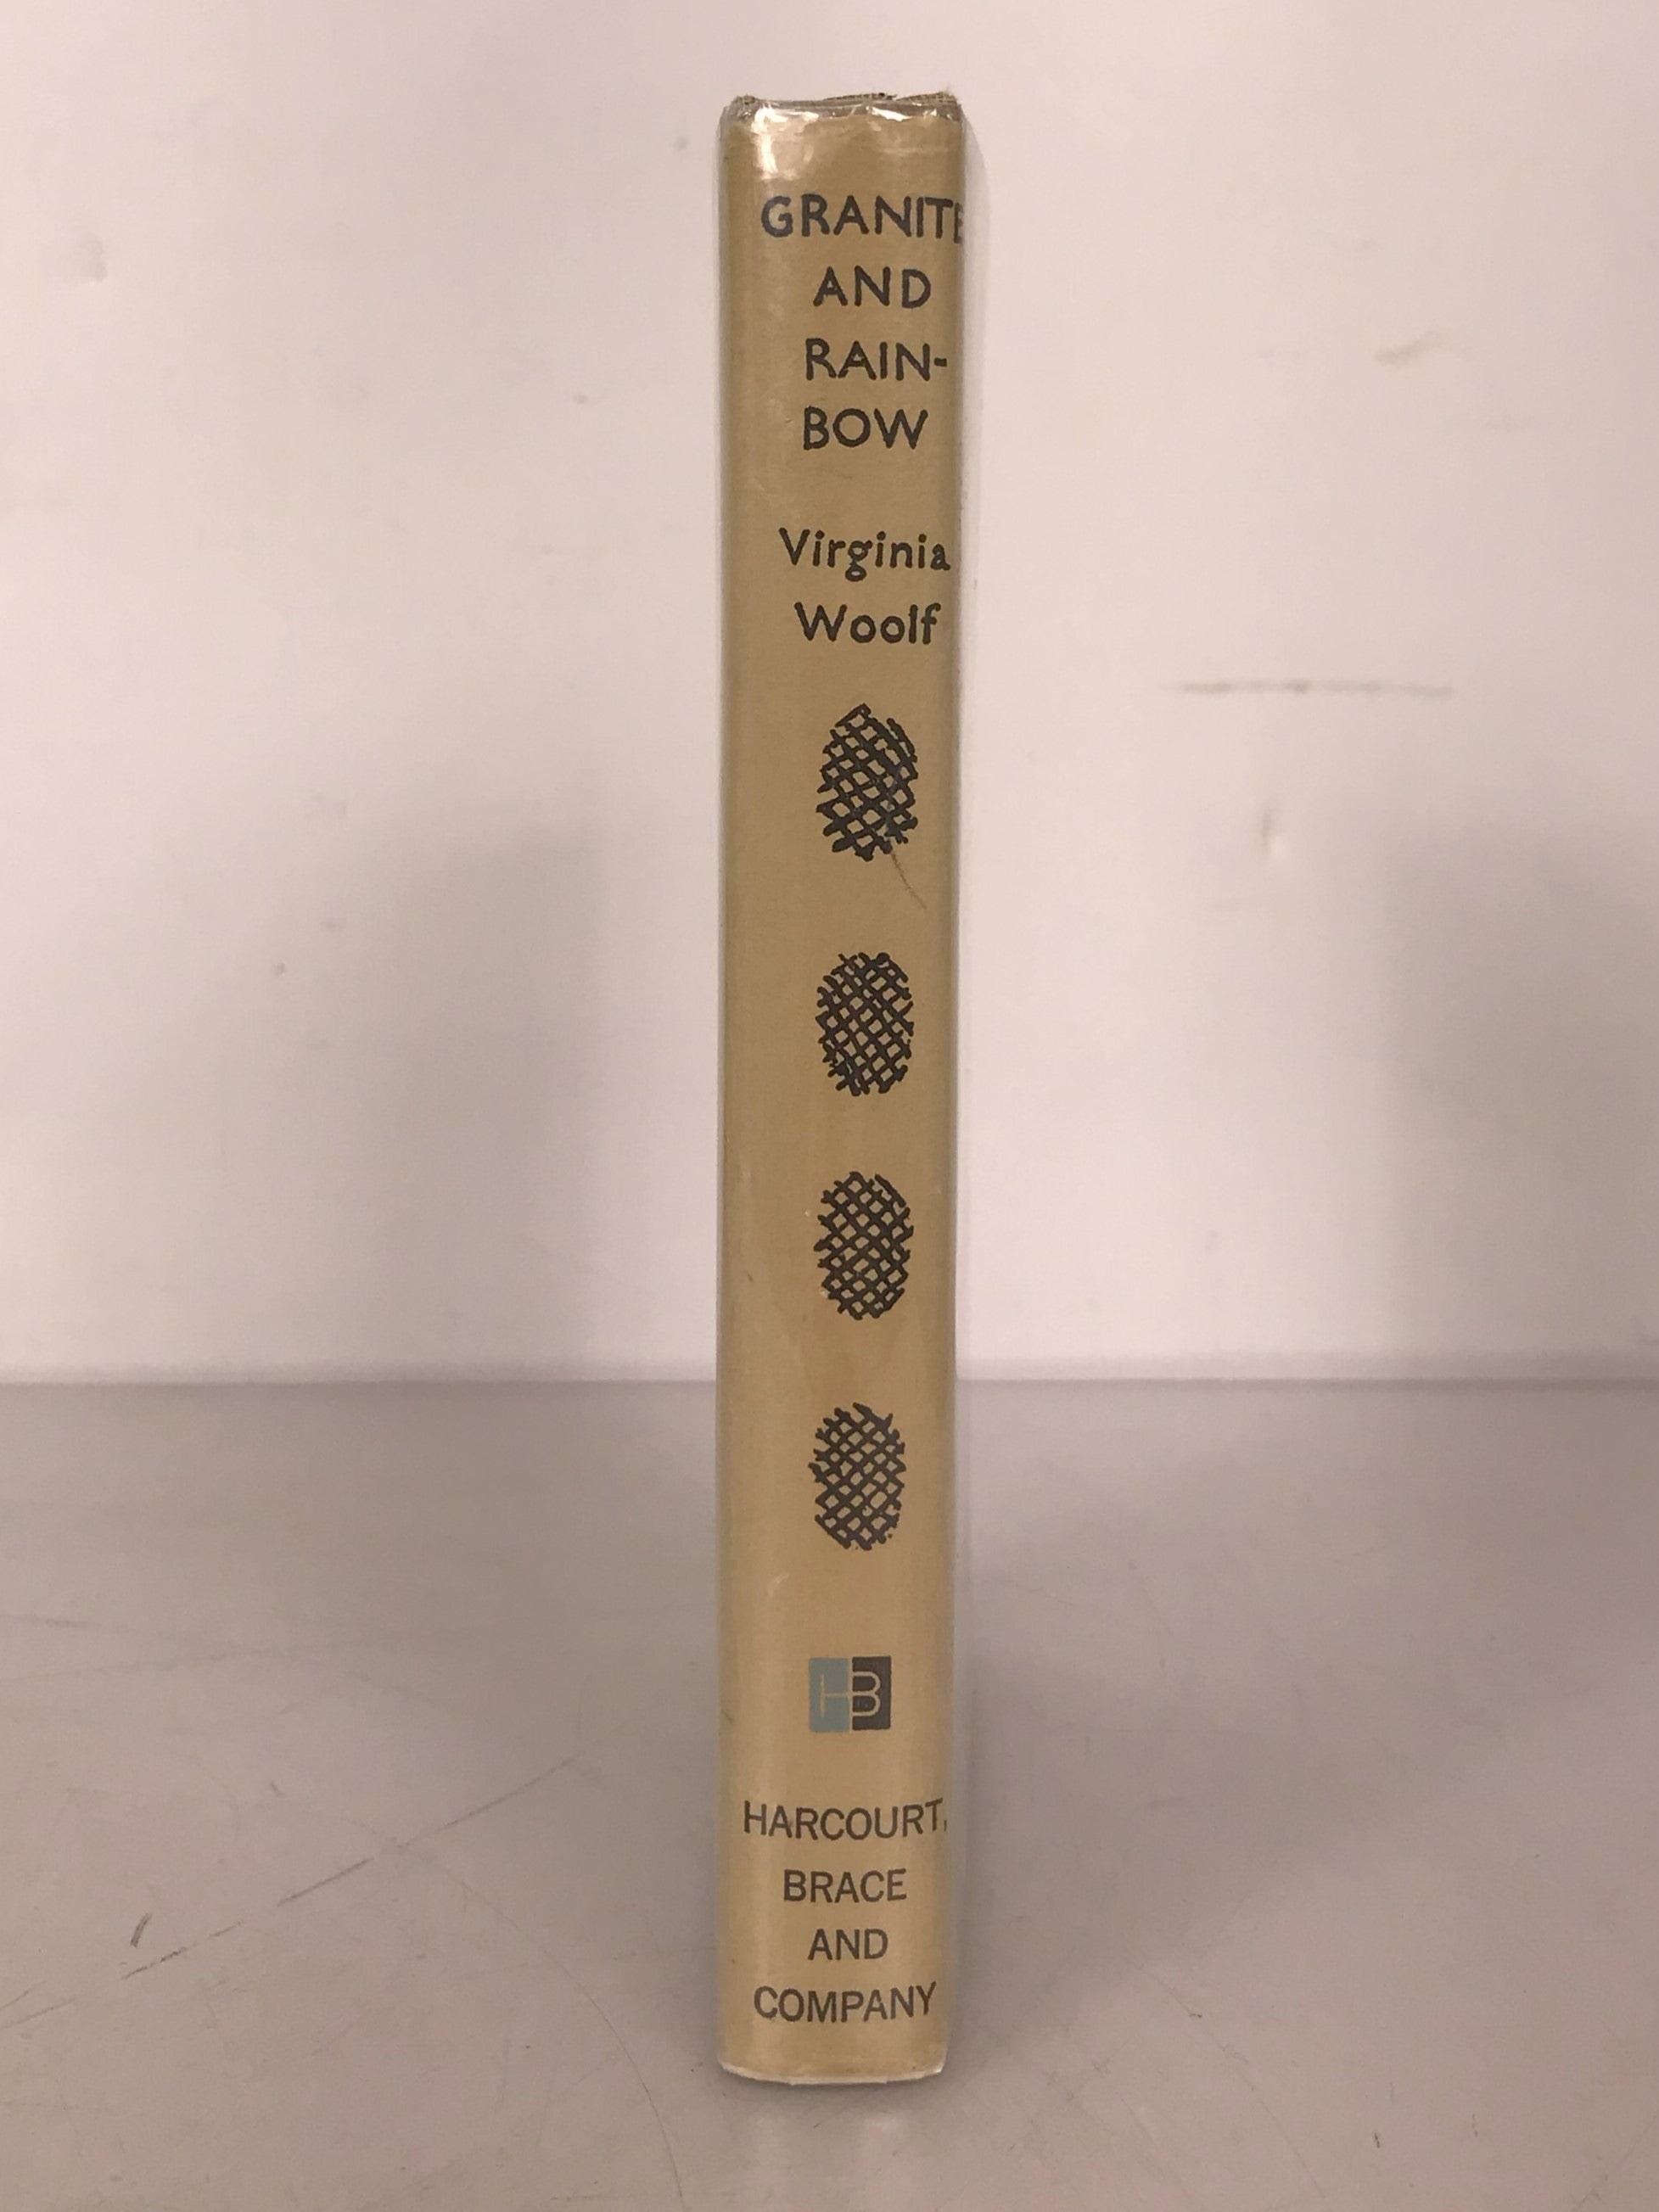 GRANITE
AND
RAIN-
BOW
Virginia
Woolf
HB
HARCOURT,
BRACE
AND
COMPANY